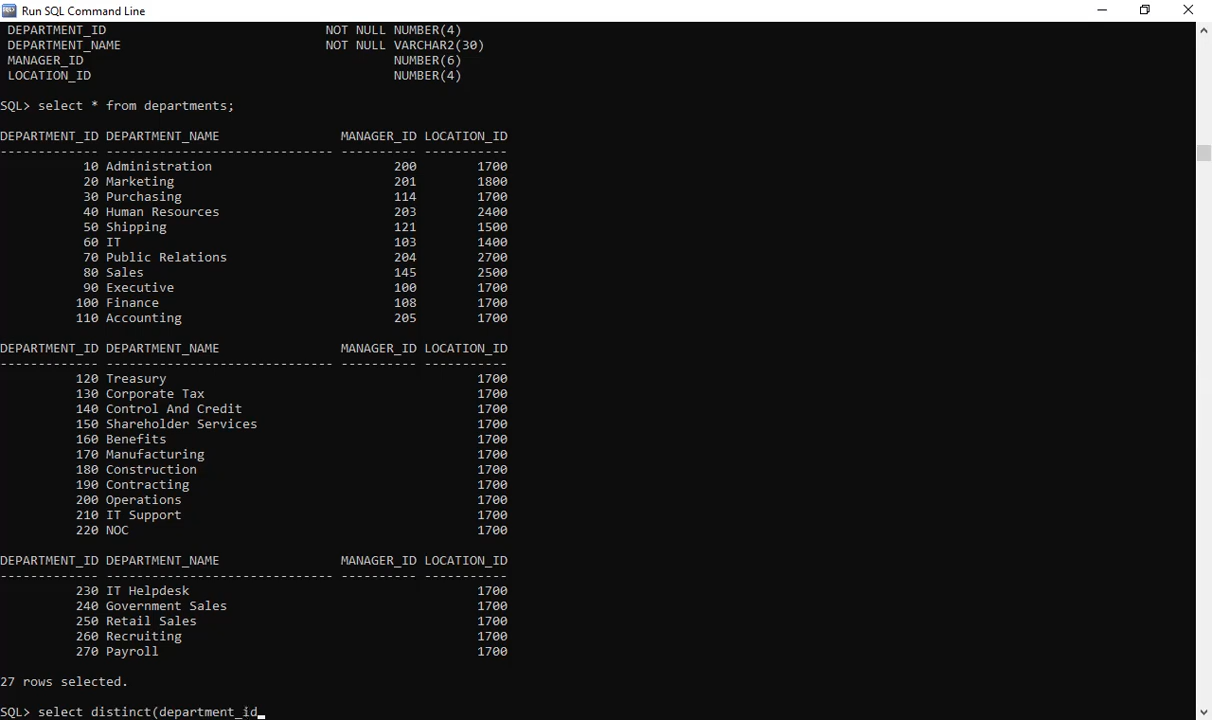 Run SQL Command Line
DEPARTMENT_ID NOT NULL NUMBER(4)
DEPARTMENT_NAME NOT NULL VARCHAR2(30)
MANAGER_ID NUMBER(6)
LOCATION_ID NUMBER(4)
SQL> select * from departments;
DEPARTMENT_ID DEPARTMENT_NAME MANAGER_ID LOCATION_ID
------------- ------------------------------ ---------- -----------
10 Administration 200 1700
20 Marketing 201 1800
30 Purchasing 114 1700
40 Human Resources 203 2400
50 Shipping 121 1500
60 IT 103 1400
70 Public Relations 204 2700
80 Sales 145 2500
90 Executive 100 1700
100 Finance 108 1700
110 Accounting 205 1700
DEPARTMENT_ID DEPARTMENT_NAME MANAGER_ID LOCATION_ID
------------- ------------------------------ ---------- -----------
120 Treasury 1700
130 Corporate Tax 1700
140 Control And Credit 1700
150 Shareholder Services 1700
160 Benefits 1700
170 Manufacturing 1700
180 Construction 1700
190 Contracting 1700
200 Operations 1700
210 IT Support 1700
220 NOC 1700
DEPARTMENT_ID DEPARTMENT_NAME MANAGER_ID LOCATION_ID
------------- ------------------------------ ---------- -----------
230 IT Helpdesk 1700
240 Government Sales 1700
250 Retail Sales 1700
260 Recruiting 1700
270 Payroll 1700
27 rows selected.
SQL> select distinct(department_id